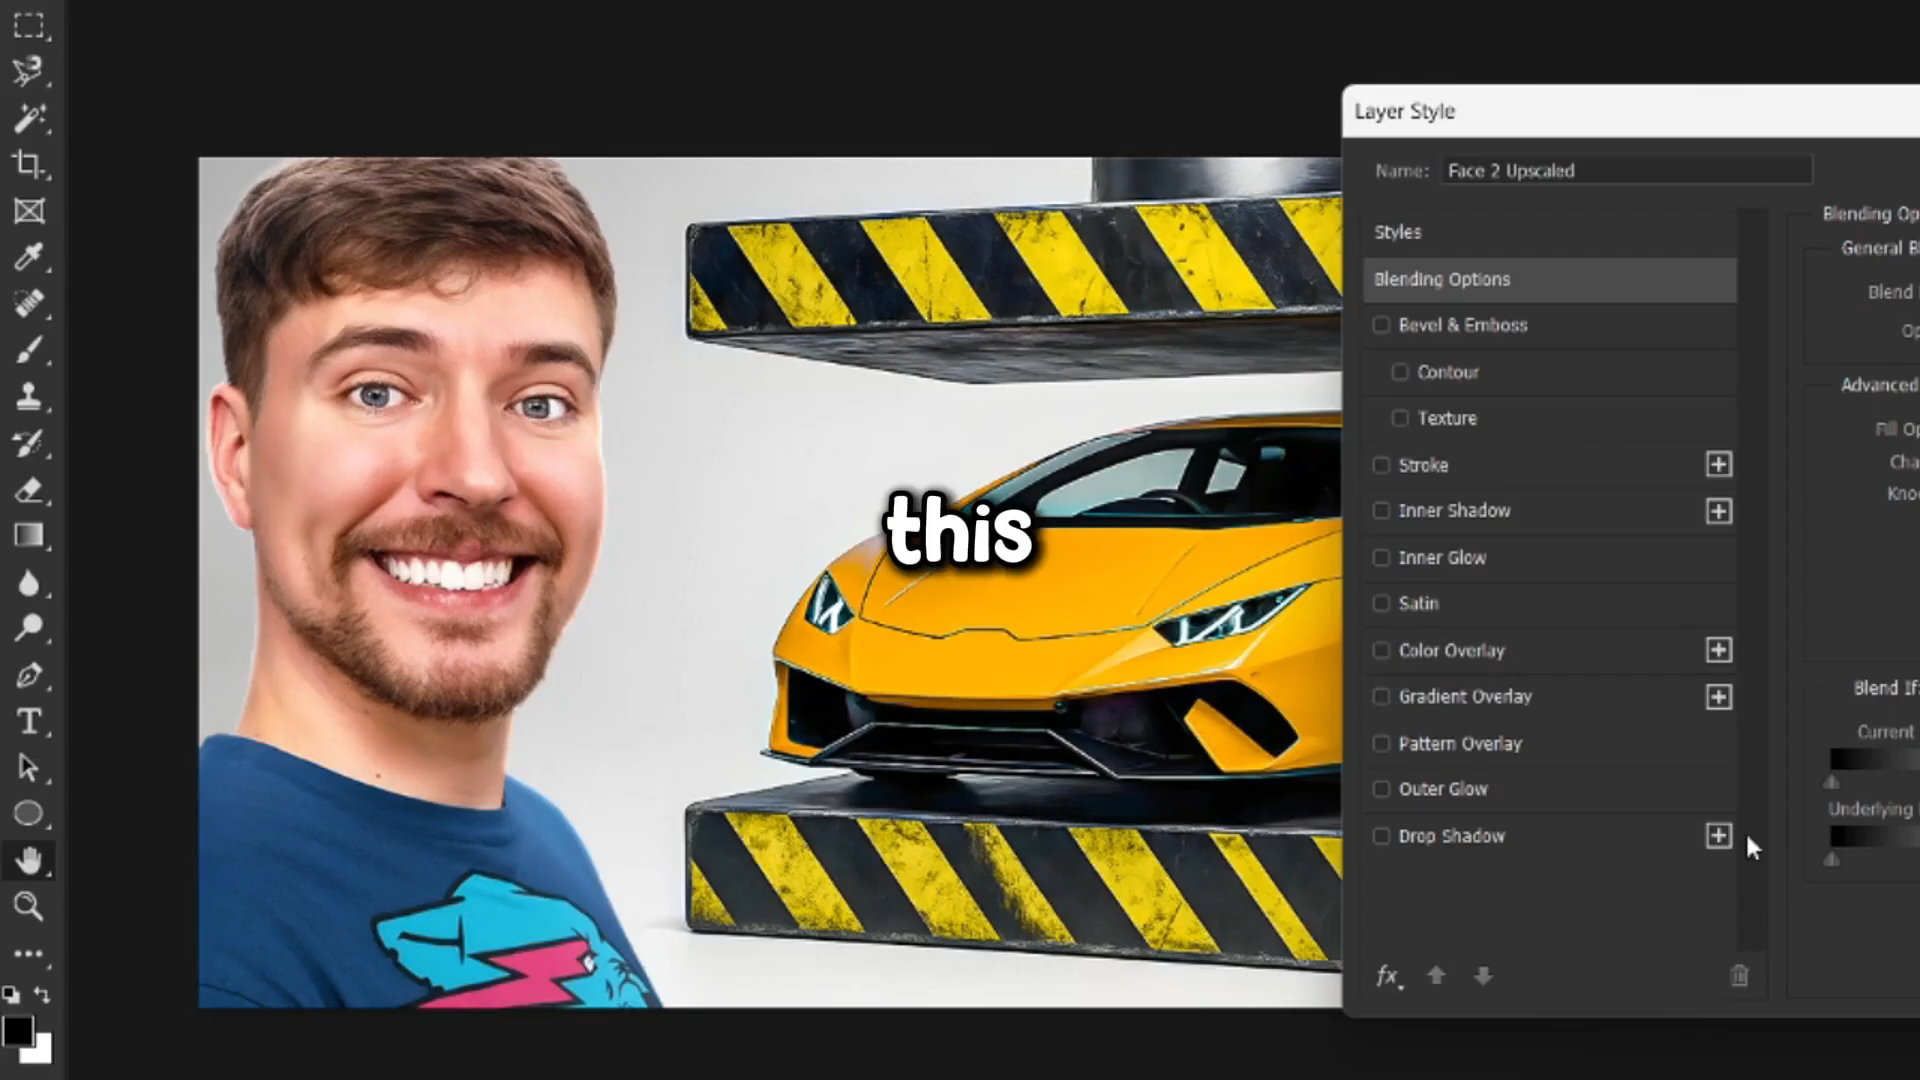 Layer Style
Name: Face 2 Upscaled
Styles
Blending Options
Bevel & Emboss
Contour
Texture
Stroke
Inner Shadow
Inner Glow
Satin
Color Overlay
Gradient Overlay
Pattern Overlay
Outer Glow
Drop Shadow
fx
Blending Op
General B
Blend
Op
Advanced
Fill Op
Cha
Kno
Blend If:
Current
Underlying
this
T